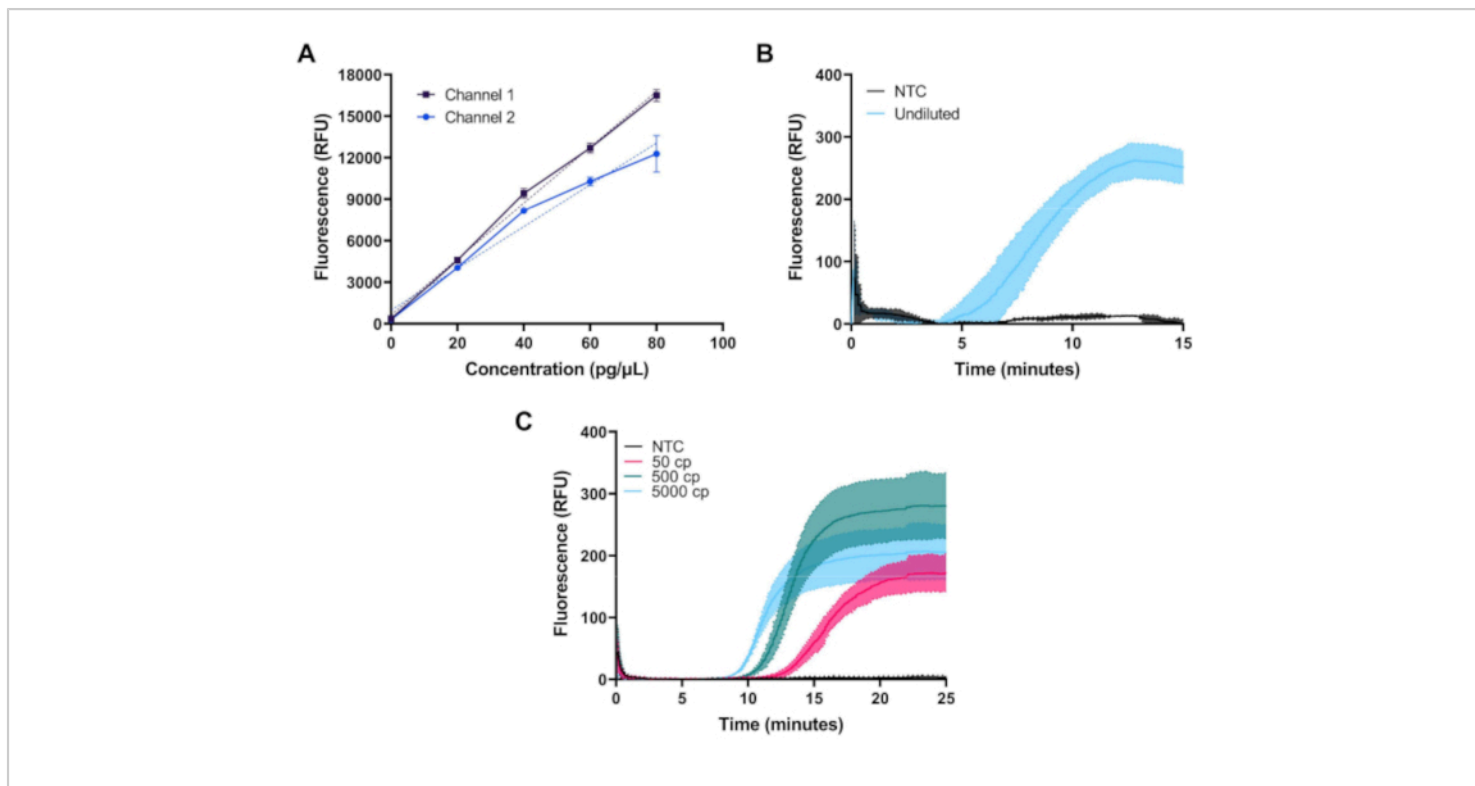 A
18000
15000
12000
9000
6000
3000
0
Fluorescence (RFU)
Channel 1
Channel 2
0 20 40 60 80 100
Concentration (pg/µL)
B
400
300
200
100
0
Fluorescence (RFU)
NTC
Undiluted
0 5 10 15
Time (minutes)
C
400
300
200
100
0
Fluorescence (RFU)
NTC
50 cp
500 cp
5000 cp
0 5 10 15 20 25
Time (minutes)